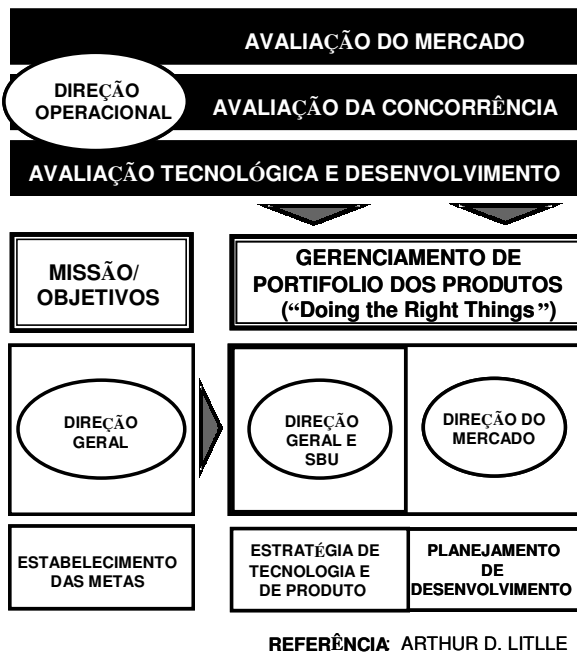 AVALIAÇÃO DO MERCADO
DIREÇÃO
OPERACIONAL
AVALIAÇÃO DA CONCORRÊNCIA
AVALIAÇÃO TECNOLÓGICA E DESENVOLVIMENTO
MISSÃO/
OBJETIVOS
GERENCIAMENTO DE
PORTIFOLIO DOS PRODUTOS
(“Doing the Right Things”)
DIREÇÃO
GERAL
DIREÇÃO
GERAL E
SBU
DIREÇÃO DO
MERCADO
ESTABELECIMENTO
DAS METAS
ESTRATÉGIA DE
TECNOLOGIA E
DE PRODUTO
PLANEJAMENTO
DE
DESENVOLVIMENTO
REFERÊNCIA: ARTHUR D. LITLLE